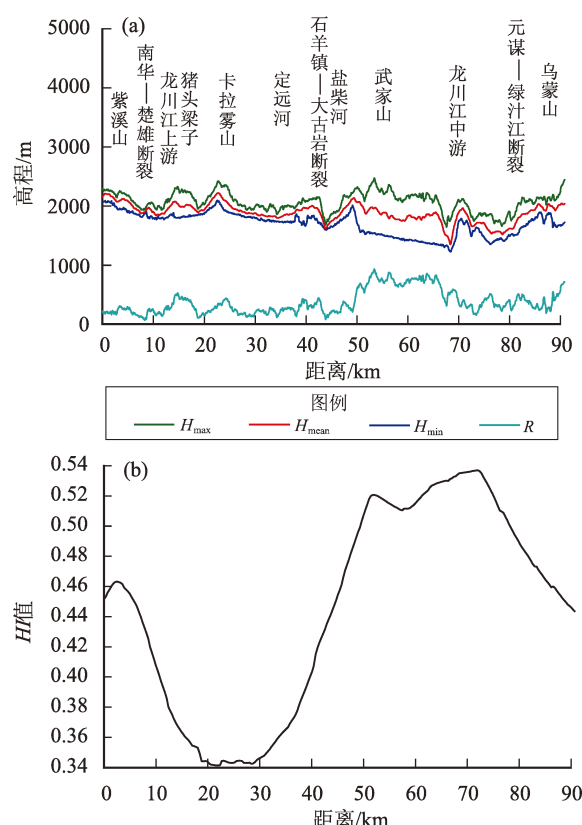 (a)
5000
4000
3000
2000
1000
0
高程/m
紫溪山
南华—楚雄断裂
龙川江上游
猪头梁子
卡拉雾山
定远河
石羊镇—大古岩断裂
盐柴河
武家山
龙川江中游
元谋—绿汁江断裂
乌蒙山
0 10 20 30 40 50 60 70 80 90
距离/km
图例
Hmax Hmean Hmin R
(b)
0.54
0.52
0.50
0.48
0.46
0.44
0.42
0.40
0.38
0.36
0.34
HI值
0 10 20 30 40 50 60 70 80 90
距离/km